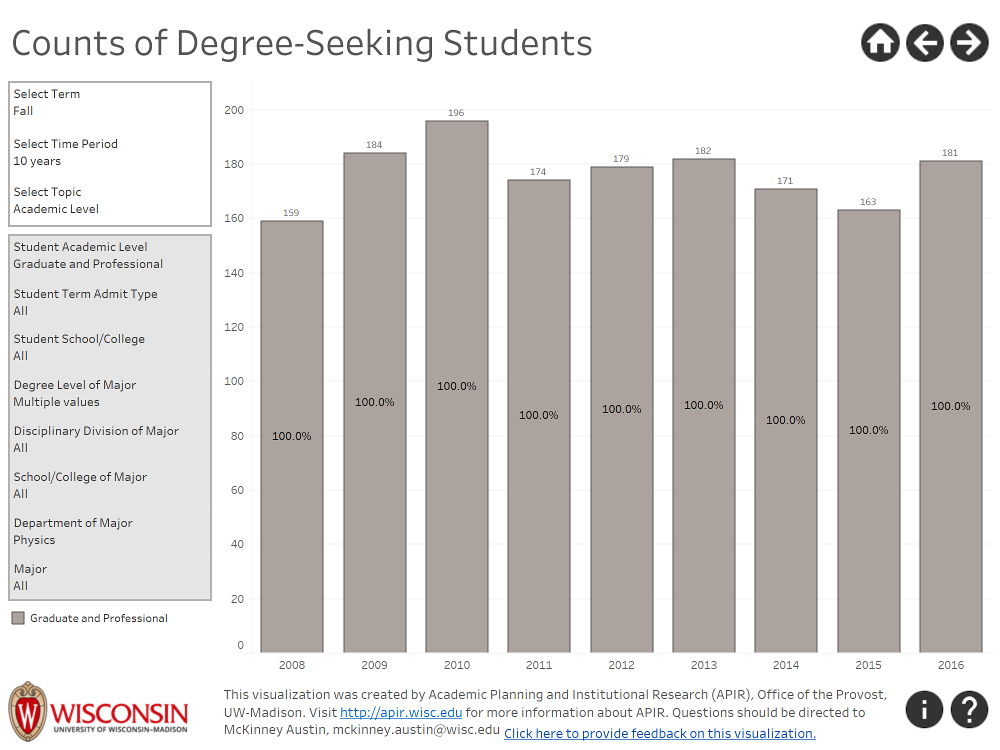 Counts of Degree-Seeking Students
Select Term
Fall
Select Time Period
10 years
Select Topic
Academic Level
Student Academic Level
Graduate and Professional
Student Term Admit Type
All
Student School/College
All
Degree Level of Major
Multiple values
Disciplinary Division of Major
All
School/College of Major
All
Department of Major
Physics
Major
All
Graduate and Professional
200
180
160
140
120
100
80
60
40
20
0
159
184
196
174
179
182
171
163
181
100.0%
100.0%
100.0%
100.0%
100.0%
100.0%
100.0%
100.0%
100.0%
2008
2009
2010
2011
2012
2013
2014
2015
2016
W
WISCONSIN
UNIVERSITY OF WISCONSIN–MADISON
This visualization was created by Academic Planning and Institutional Research (APIR), Office of the Provost,
UW-Madison. Visit http://apir.wisc.edu for more information about APIR. Questions should be directed to
McKinney Austin, mckinney.austin@wisc.edu
Click here to provide feedback on this visualization.
i
?